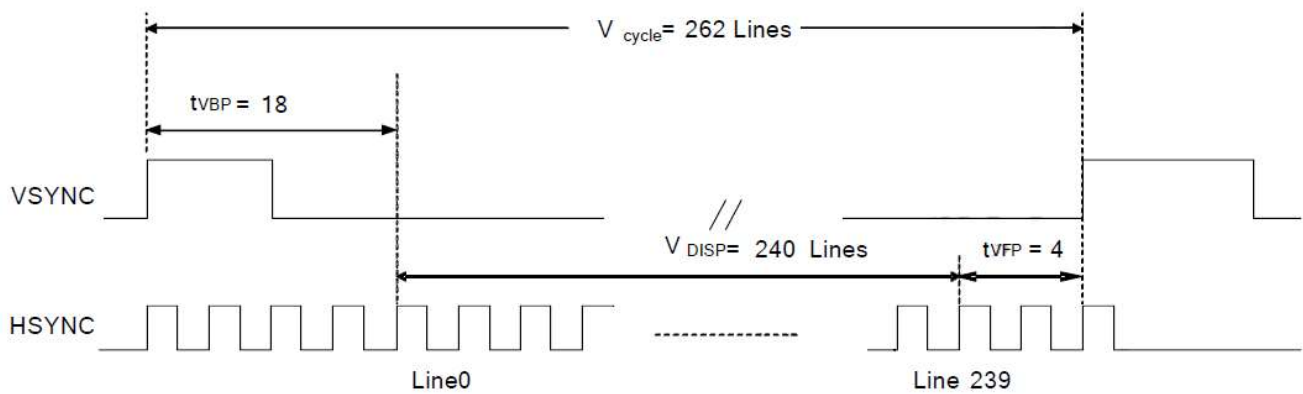 V cycle= 262 Lines
tVBP = 18
VSYNC
V DISP= 240 Lines
tVFP = 4
HSYNC
Line0
Line 239